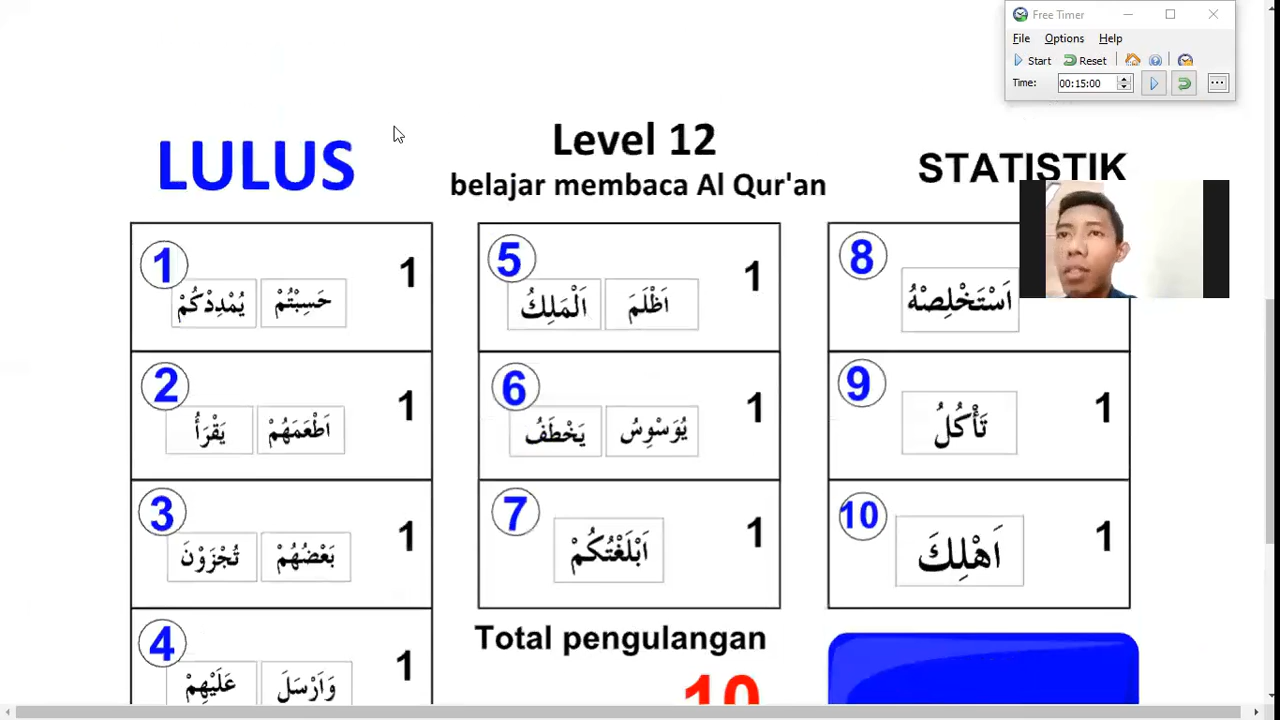 Free Timer
File Options Help
Start Reset
Time: 00:15:00
LULUS
Level 12
belajar membaca Al Qur'an
STATISTIK
1
حَسِبْتُمْ يُمْدِدْكُمْ
1
2
اَطْعَمَهُمْ يَقْرَأُ
1
3
بَعْضُهُمْ تُجْزَوْنَ
1
4
وَاَرْسَلَ عَلَيْهِمْ
1
5
اَظْلَمَ اَلْمَلِكُ
1
6
يُوَسْوِسُ يَخْطَفُ
1
7
اَبْلَغْتُكُمْ
1
8
اَسْتَخْلِصْهُ
9
تَأْكُلُ
1
10
اَهْلِكَ
1
Total pengulangan
10